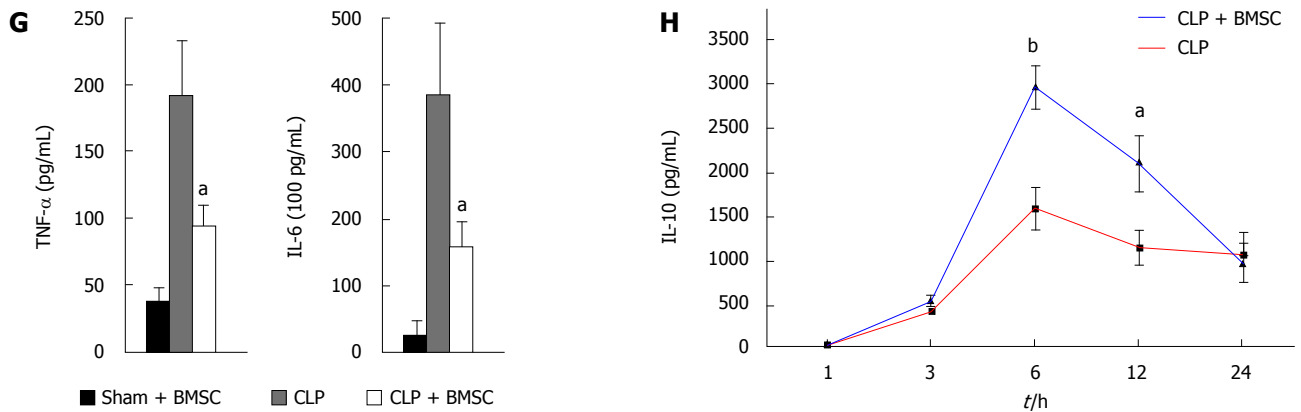 G
250
200
150
100
50
0
TNF-α (pg/mL)
a
500
400
300
200
100
0
IL-6 (100 pg/mL)
a
Sham + BMSC CLP CLP + BMSC
H
CLP + BMSC
CLP
3500
3000
2500
2000
1500
1000
500
0
IL-10 (pg/mL)
b
a
1 3 6 12 24
t/h